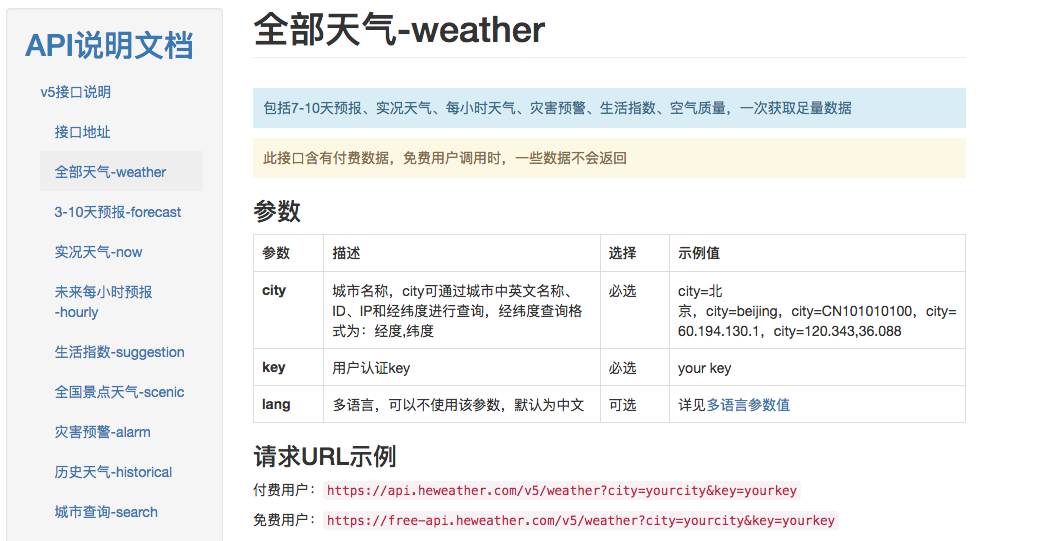 API说明文档
v5接口说明
接口地址
全部天气-weather
3-10天预报-forecast
实况天气-now
未来每小时预报
-hourly
生活指数-suggestion
全国景点天气-scenic
灾害预警-alarm
历史天气-historical
城市查询-search
全部天气-weather
包括7-10天预报、实况天气、每小时天气、灾害预警、生活指数、空气质量，一次获取足量数据
此接口含有付费数据，免费用户调用时，一些数据不会返回
参数
参数 描述 选择 示例值
city 城市名称，city可通过城市中英文名称、 必选 city=北
ID、IP和经纬度进行查询，经纬度查询格 京，city=beijing，city=CN101010100，city=
式为：经度,纬度 60.194.130.1，city=120.343,36.088
key 用户认证key 必选 your key
lang 多语言，可以不使用该参数，默认为中文 可选 详见多语言参数值
请求URL示例
付费用户：https://api.heweather.com/v5/weather?city=yourcity&key=yourkey
免费用户：https://free-api.heweather.com/v5/weather?city=yourcity&key=yourkey